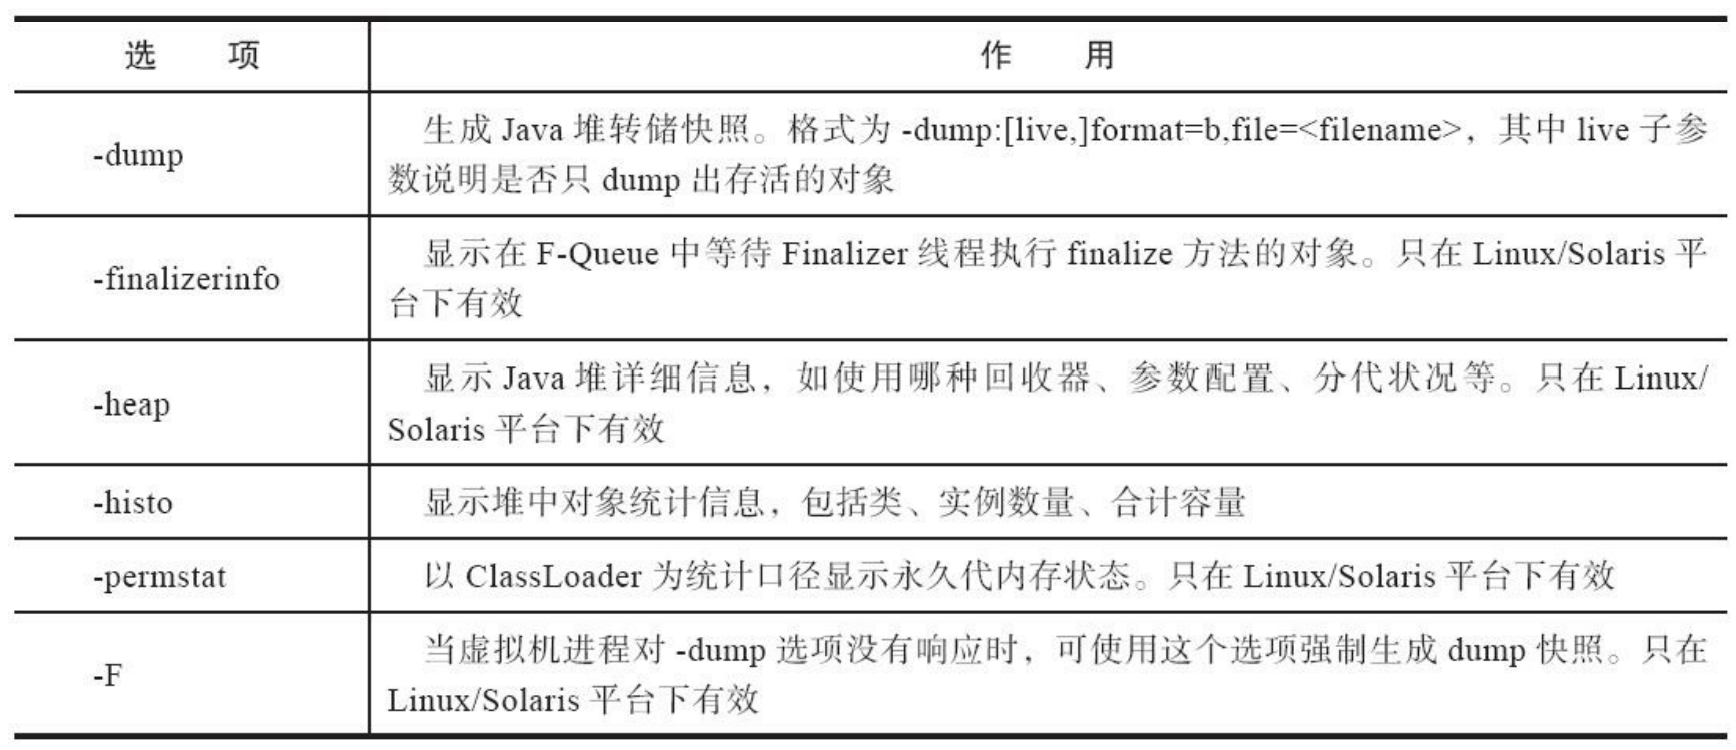 选 项 作 用
-dump
生成 Java 堆转储快照。格式为 -dump:[live,]format=b,file=<filename>，其中 live 子参
数说明是否只 dump 出存活的对象
-finalizerinfo
显示在 F-Queue 中等待 Finalizer 线程执行 finalize 方法的对象。只在 Linux/Solaris 平
台下有效
-heap
显示 Java 堆详细信息，如使用哪种回收器、参数配置、分代状况等。只在 Linux/
Solaris 平台下有效
-histo
显示堆中对象统计信息，包括类、实例数量、合计容量
-permstat
以 ClassLoader 为统计口径显示永久代内存状态。只在 Linux/Solaris 平台下有效
-F
当虚拟机进程对 -dump 选项没有响应时，可使用这个选项强制生成 dump 快照。只在
Linux/Solaris 平台下有效